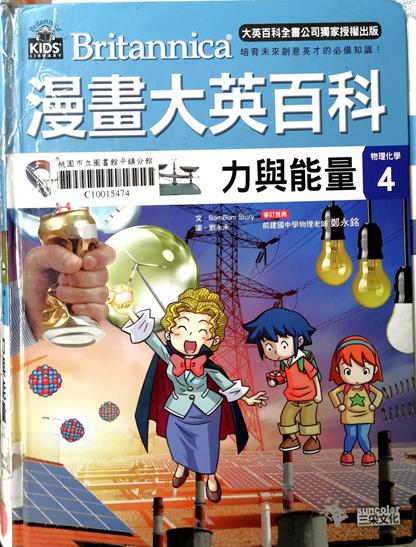 Britannica
KIDS'
LIBRARY
Britannica®
大英百科全書公司獨家授權出版
培育未來創意英才的必備知識！
漫畫大英百科
桃園市立圖書館平鎮分館
C10015474
物理化學
4
力與能量
文・BomBom Story
圖・劉永承
審訂推薦
前建國中學物理老師 鄭永銘
suncolor
三采文化